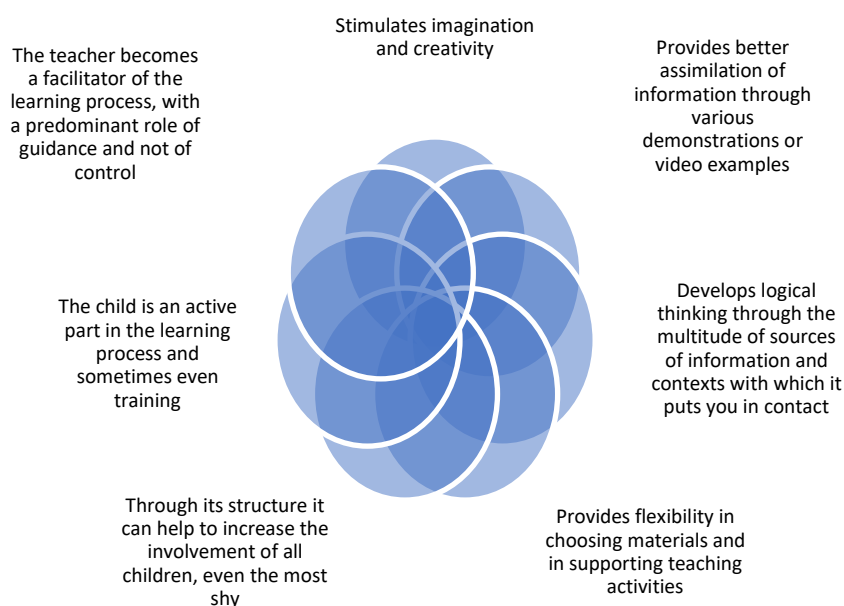 Stimulates imagination
and creativity
Provides better
assimilation of
information through
various
demonstrations or
video examples
Develops logical
thinking through the
multitude of sources
of information and
contexts with which it
puts you in contact
Provides flexibility in
choosing materials and
in supporting teaching
activities
Through its structure it
can help to increase the
involvement of all
children, even the most
shy
The child is an active
part in the learning
process and
sometimes even
training
The teacher becomes
a facilitator of the
learning process, with
a predominant role of
guidance and not of
control